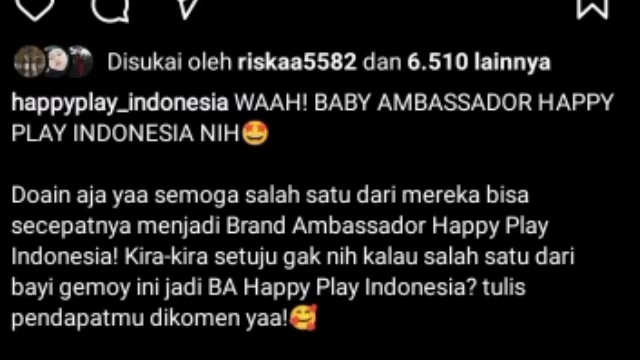 Disukai oleh riskaa5582 dan 6.510 lainnya
happyplay_indonesia WAAH! BABY AMBASSADOR HAPPY
PLAY INDONESIA NIH🤩
Doain aja yaa semoga salah satu dari mereka bisa
secepatnya menjadi Brand Ambassador Happy Play
Indonesia! Kira-kira setuju gak nih kalau salah satu dari
bayi gemoy ini jadi BA Happy Play Indonesia? tulis
pendapatmu dikomen yaa!🥰